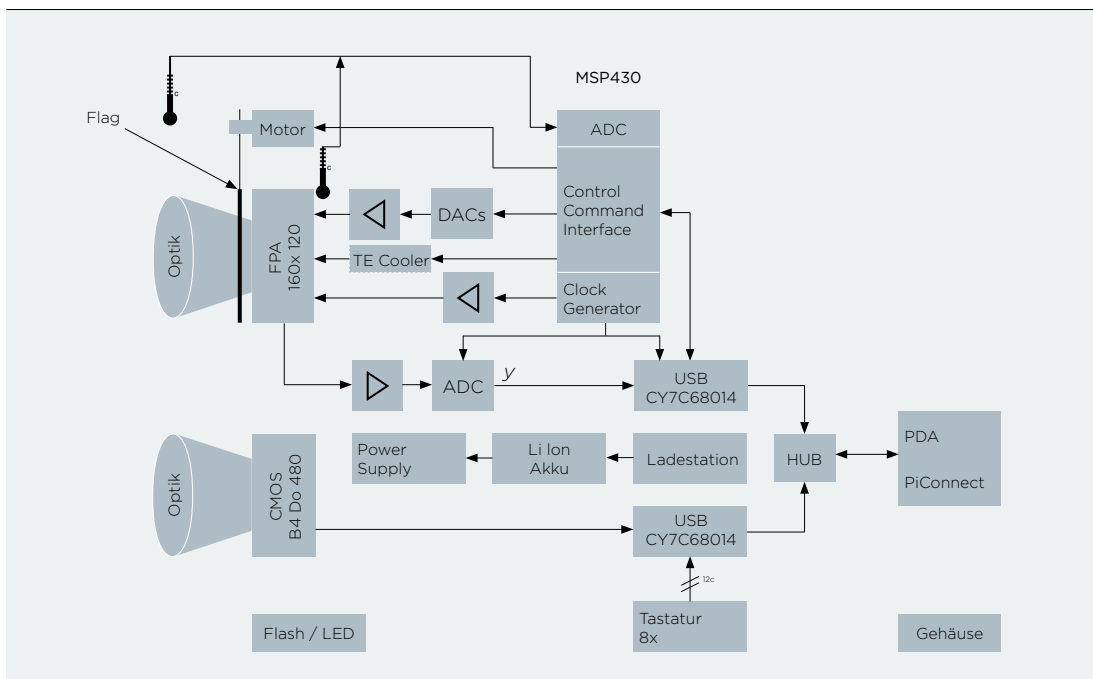 MSP430
c
Flag
Motor
ADC
c
Control
Command
Interface
DACs
Optik
FPA
160x 120
TE Cooler
Clock
Generator
ADC
y
USB
CY7C68014
Optik
CMOS
B4 Do 480
Power
Supply
Li Ion
Akku
Ladestation
HUB
PDA
PiConnect
USB
CY7C68014
12c
Flash / LED
Tastatur
8x
Gehäuse